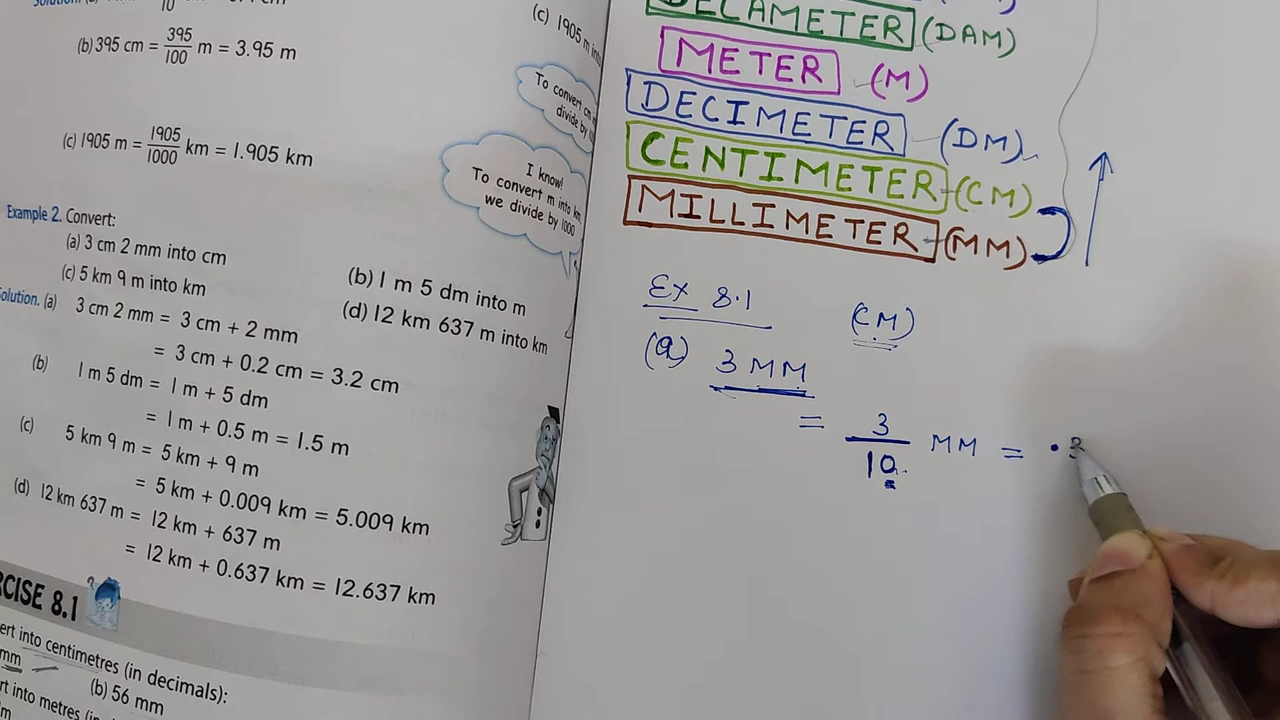 (b) 395 cm = 395/100 m = 3.95 m
(c) 1905 m = 1905/1000 km = 1.905 km
(c) 1905 m
To convert
divide by
I know!
To convert m into km
we divide by 1000
Example 2. Convert:
(a) 3 cm 2 mm into cm
(b) 1 m 5 dm into m
(c) 5 km 9 m into km
(d) 12 km 637 m into km
Solution. (a) 3 cm 2 mm = 3 cm + 2 mm
= 3 cm + 0.2 cm = 3.2 cm
(b) 1 m 5 dm = 1 m + 5 dm
= 1 m + 0.5 m = 1.5 m
(c) 5 km 9 m = 5 km + 9 m
= 5 km + 0.009 km = 5.009 km
(d) 12 km 637 m = 12 km + 637 m
= 12 km + 0.637 km = 12.637 km
8.1
into centimetres (in decimals):
mm
(b) 56 mm
into metres
DECAMETER (DAM)
METER (M)
DECIMETER (DM)
CENTIMETER (CM)
MILLIMETER (MM)
Ex 8.1
(CM)
(a) 3 MM
= 3/10 MM = .3